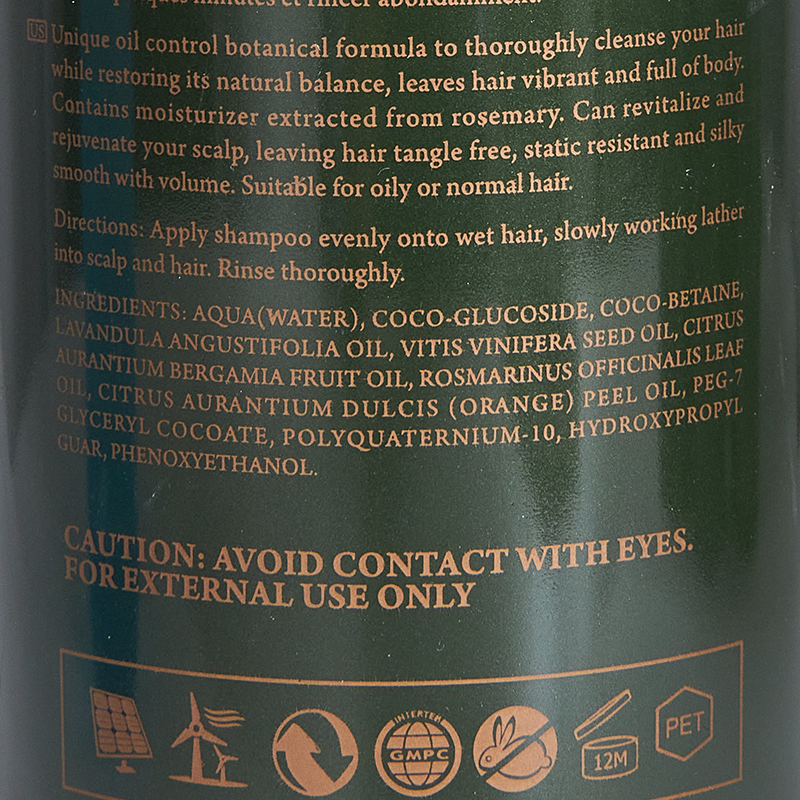 minutes et rincer abondamment.
US Unique oil control botanical formula to thoroughly cleanse your hair
while restoring its natural balance, leaves hair vibrant and full of body.
Contains moisturizer extracted from rosemary. Can revitalize and
rejuvenate your scalp, leaving hair tangle free, static resistant and silky
smooth with volume. Suitable for oily or normal hair.
Directions: Apply shampoo evenly onto wet hair, slowly working lather
into scalp and hair. Rinse thoroughly.
INGREDIENTS: AQUA(WATER), COCO-GLUCOSIDE, COCO-BETAINE,
LAVANDULA ANGUSTIFOLIA OIL, VITIS VINIFERA SEED OIL, CITRUS
AURANTIUM BERGAMIA FRUIT OIL, ROSMARINUS OFFICINALIS LEAF
OIL, CITRUS AURANTIUM DULCIS (ORANGE) PEEL OIL, PEG-7
GLYCERYL COCOATE, POLYQUATERNIUM-10, HYDROXYPROPYL
GUAR, PHENOXYETHANOL.
CAUTION: AVOID CONTACT WITH EYES.
FOR EXTERNAL USE ONLY
INTERTEK
GMPC
12M
PET